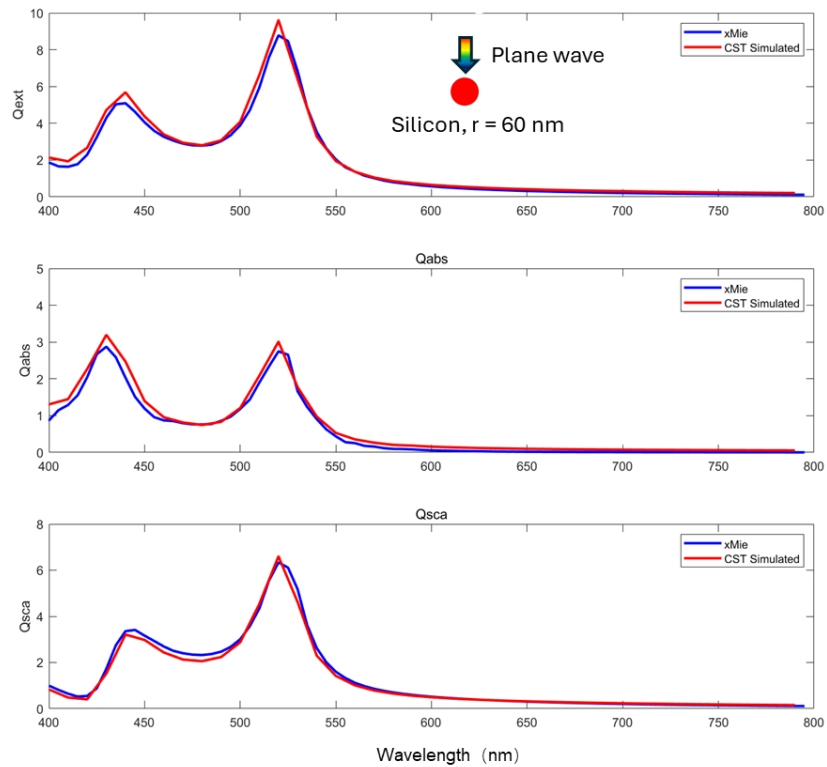 10
8
6
4
2
0
Qext
xMie
CST Simulated
Plane wave
Silicon, r = 60 nm
400 450 500 550 600 650 700 750 800
Qabs
5
4
3
2
1
0
Qabs
xMie
CST Simulated
400 450 500 550 600 650 700 750 800
Qsca
8
6
4
2
0
Qsca
xMie
CST Simulated
400 450 500 550 600 650 700 750 800
Wavelength（nm）